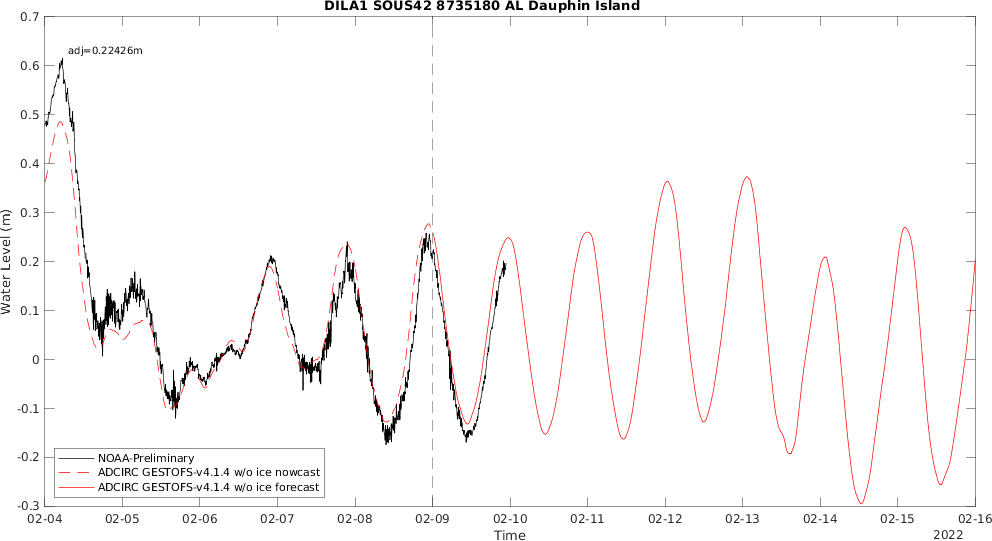 DILA1 SOUS42 8735180 AL Dauphin Island
0.7
0.6
0.5
0.4
0.3
0.2
0.1
0
-0.1
-0.2
-0.3
Water Level (m)
adj=0.22426m
NOAA-Preliminary
ADCIRC GESTOFS-v4.1.4 w/o ice nowcast
ADCIRC GESTOFS-v4.1.4 w/o ice forecast
02-04 02-05 02-06 02-07 02-08 02-09 02-10 02-11 02-12 02-13 02-14 02-15 02-16
Time
2022